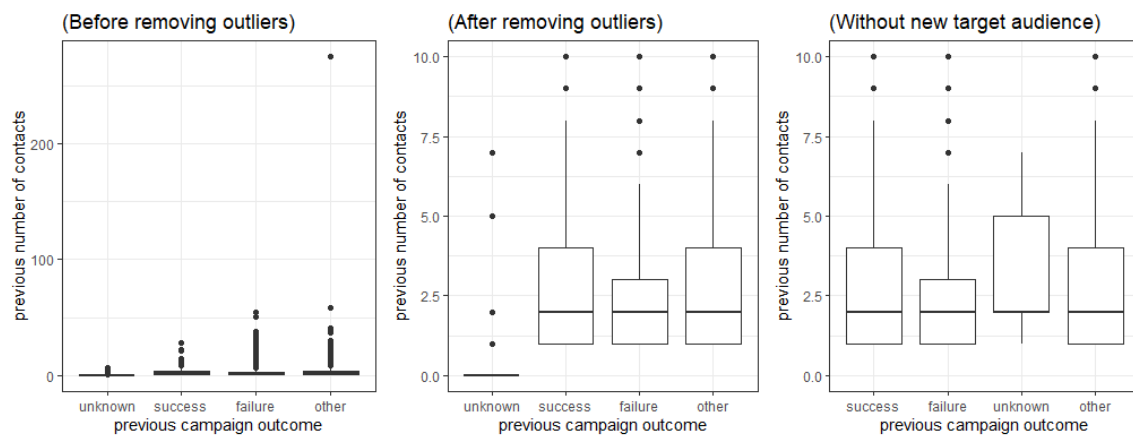 (Before removing outliers)
previous number of contacts
200
100
0
unknown success failure other
previous campaign outcome
(After removing outliers)
previous number of contacts
10.0
7.5
5.0
2.5
0.0
unknown success failure other
previous campaign outcome
(Without new target audience)
previous number of contacts
10.0
7.5
5.0
2.5
0.0
success failure unknown other
previous campaign outcome